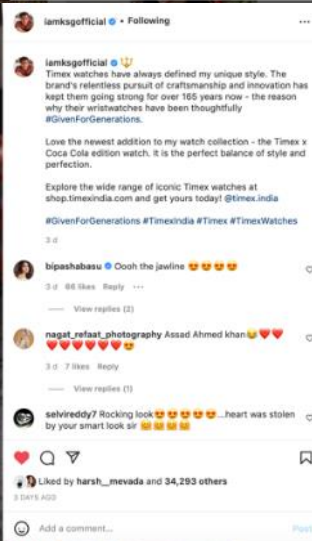 iamksgofficial • Following
iamksgofficial 🔱
Timex watches have always defined my unique style. The
brand's relentless pursuit of craftsmanship and innovation has
kept them going strong for over 165 years now - the reason
why their wristwatches have been thoughtfully
#GivenForGenerations.
Love the newest addition to my watch collection - the Timex x
Coca Cola edition watch. It is the perfect balance of style and
perfection.
Explore the wide range of iconic Timex watches at
shop.timexindia.com and get yours today! @timex.india
#GivenForGenerations #TimexIndia #Timex #TimexWatches
3 d
bipashabasu Oooh the jawline 😍😍😍😍
3 d 66 likes Reply ...
View replies (2)
nagat_refaat_photography Assad Ahmed khan😂❤️❤️
❤️❤️❤️❤️❤️❤️😍
3 d 7 likes Reply
View replies (1)
selvireddy7 Rocking look😍😍😍😍😍...heart was stolen
by your smart look sir
Liked by harsh__mevada and 34,293 others
3 DAYS AGO
Add a comment...
Post